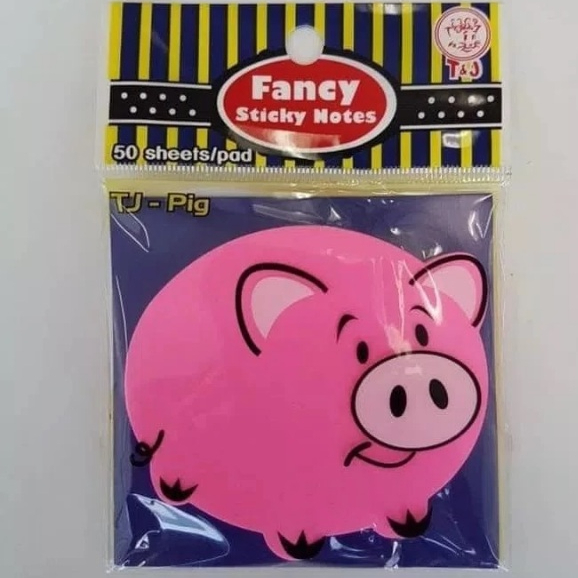 Fancy
Sticky Notes
T&J
50 sheets/pad
TJ - Pig